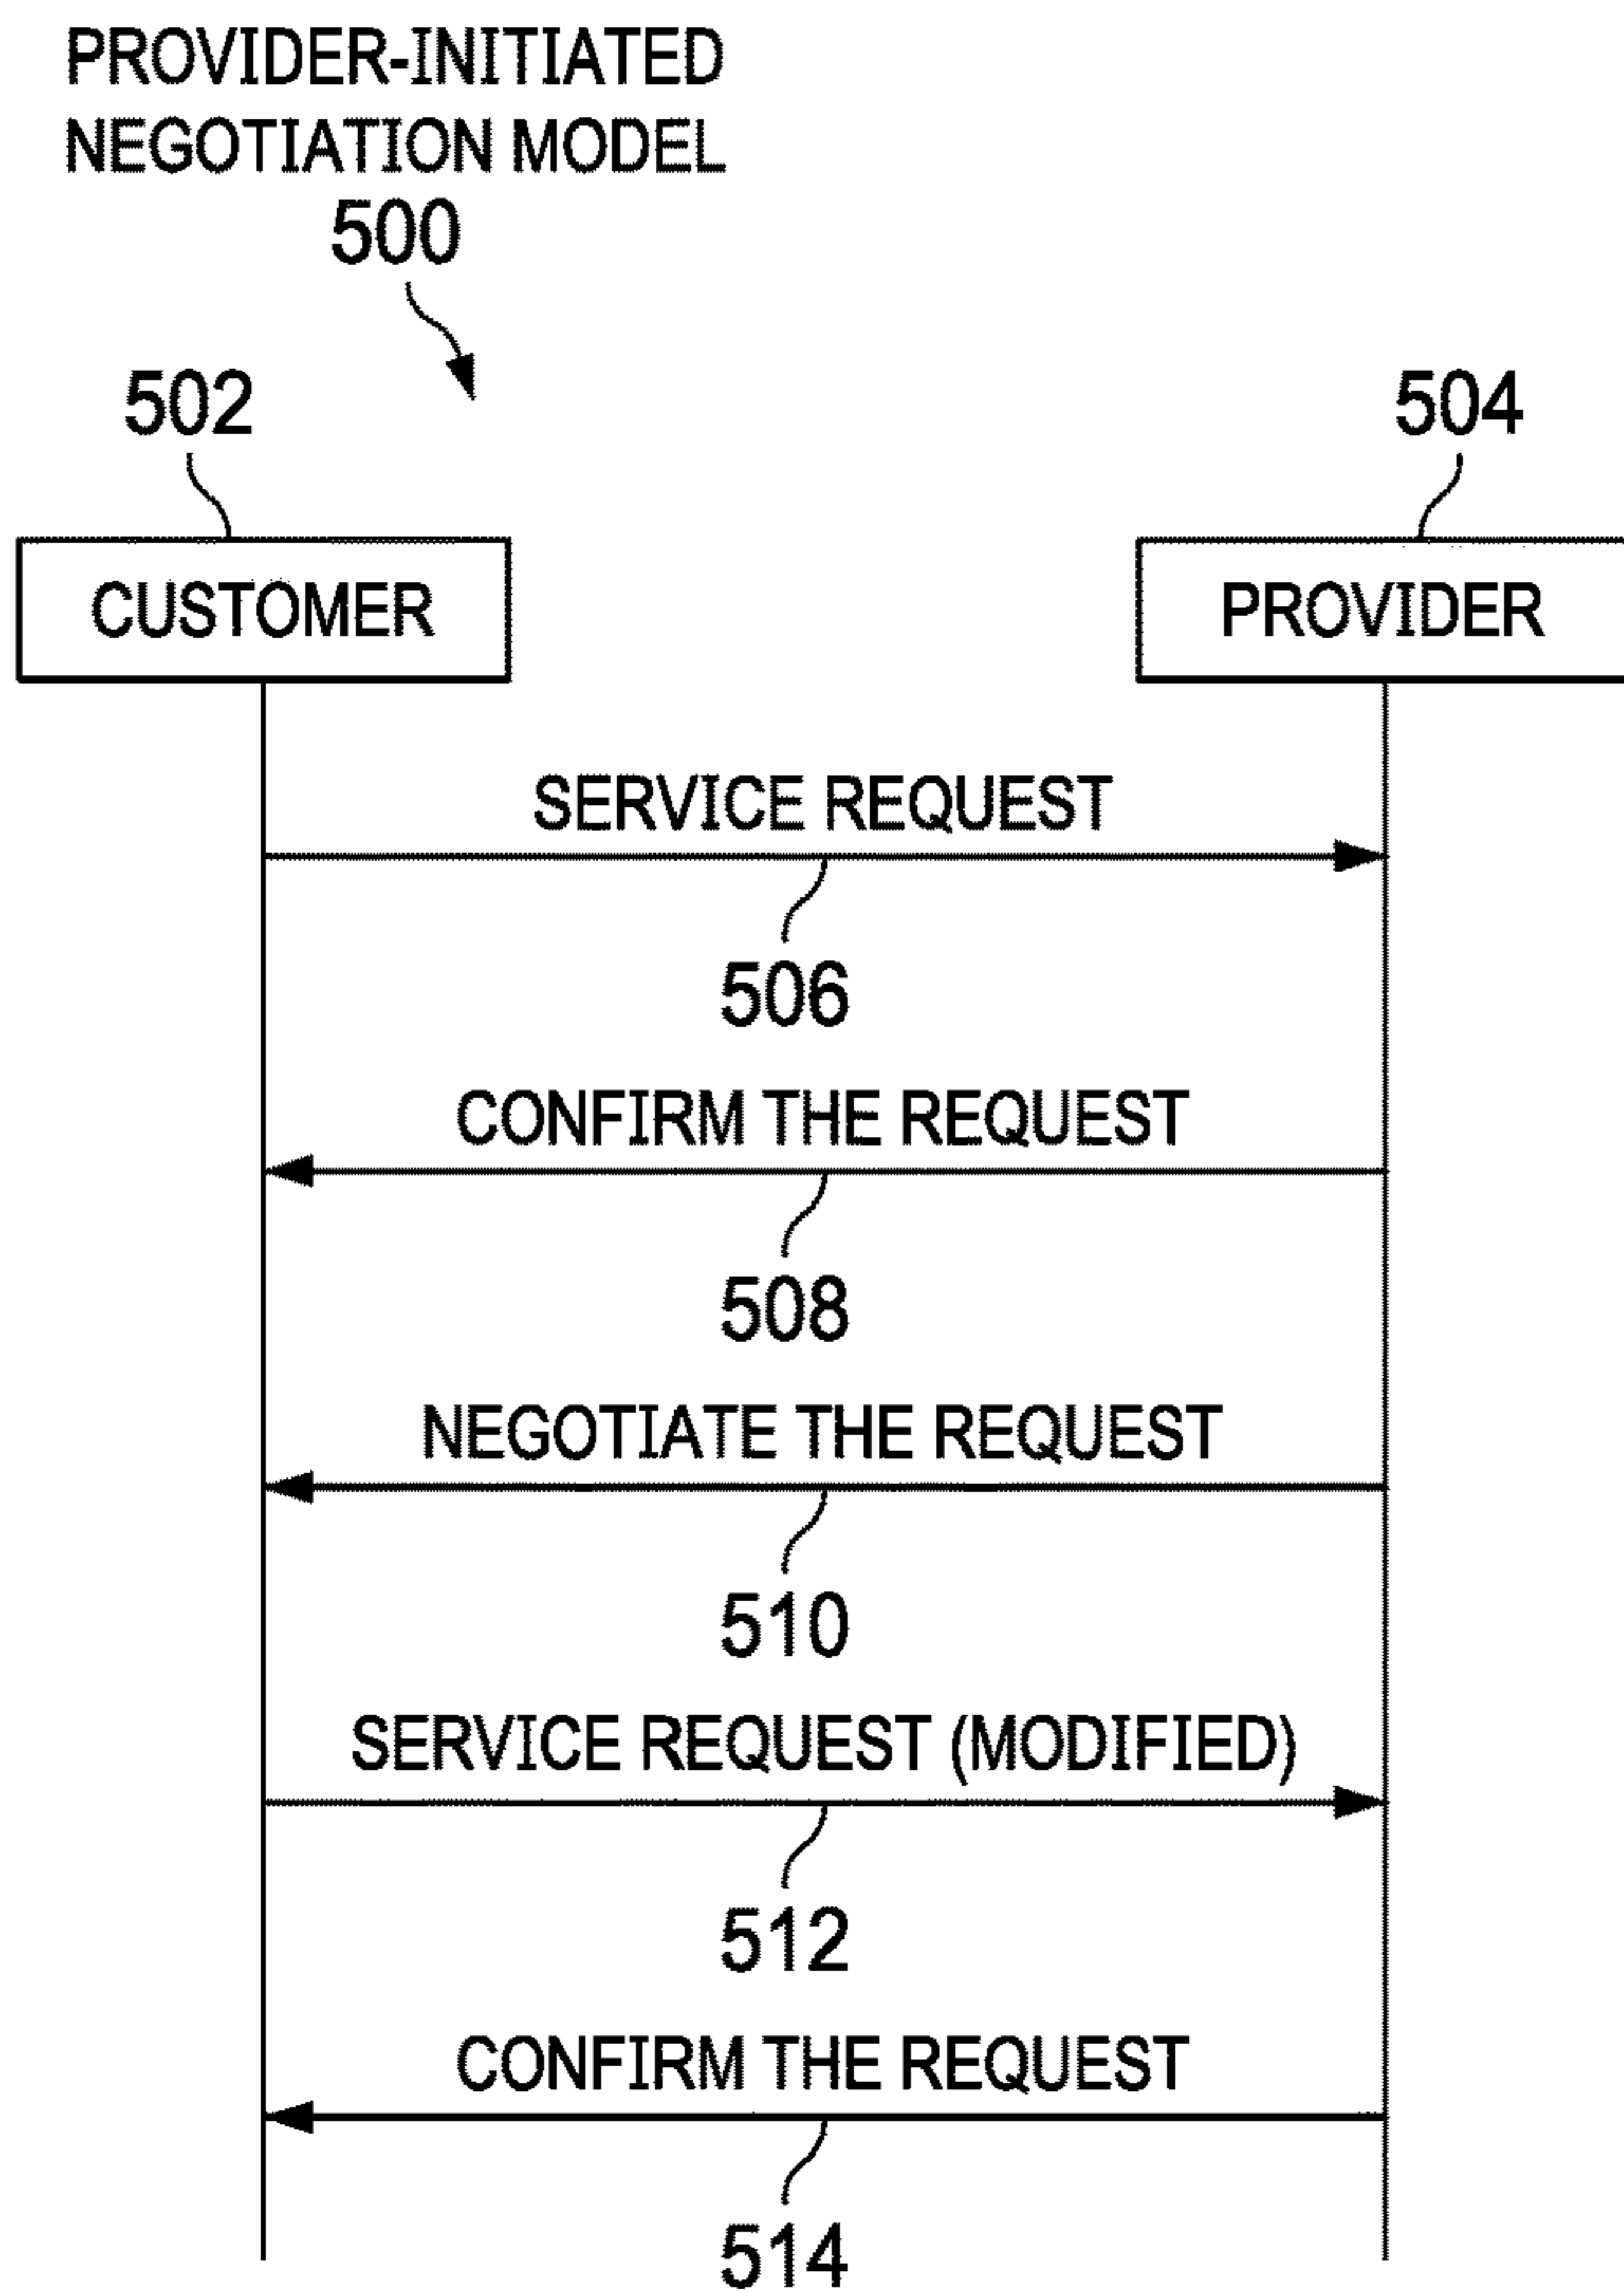 PROVIDER-INITIATED
NEGOTIATION MODEL
500
502
504
CUSTOMER
PROVIDER
SERVICE REQUEST
506
CONFIRM THE REQUEST
508
NEGOTIATE THE REQUEST
510
SERVICE REQUEST (MODIFIED)
512
CONFIRM THE REQUEST
514